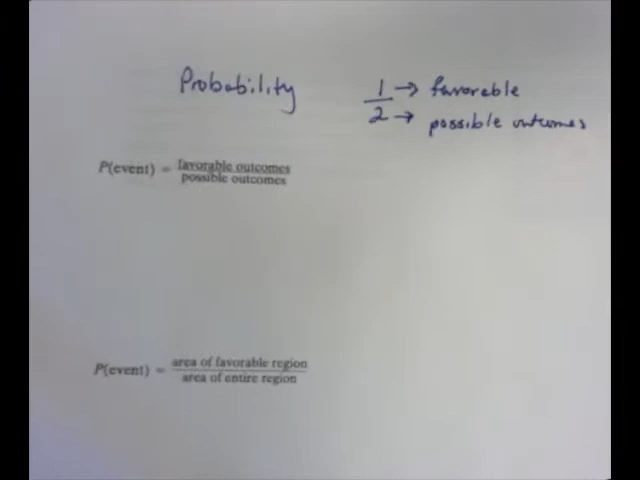 Probability
1 → favorable
2 → possible outcomes
P(event) = favorable outcomes
possible outcomes
P(event) = area of favorable region
area of entire region